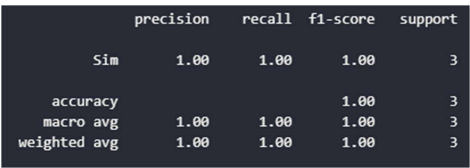 precision recall f1-score support
Sim 1.00 1.00 1.00 3
accuracy 1.00 3
macro avg 1.00 1.00 1.00 3
weighted avg 1.00 1.00 1.00 3